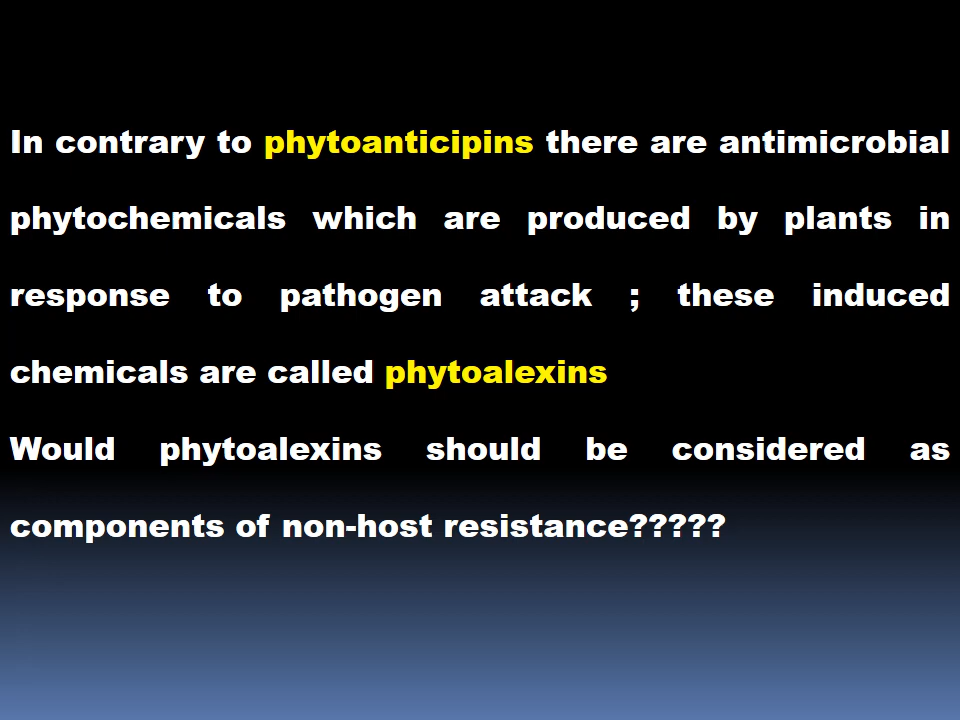 In contrary to phytoanticipins there are antimicrobial
phytochemicals which are produced by plants in
response to pathogen attack ; these induced
chemicals are called phytoalexins
Would phytoalexins should be considered as
components of non-host resistance?????